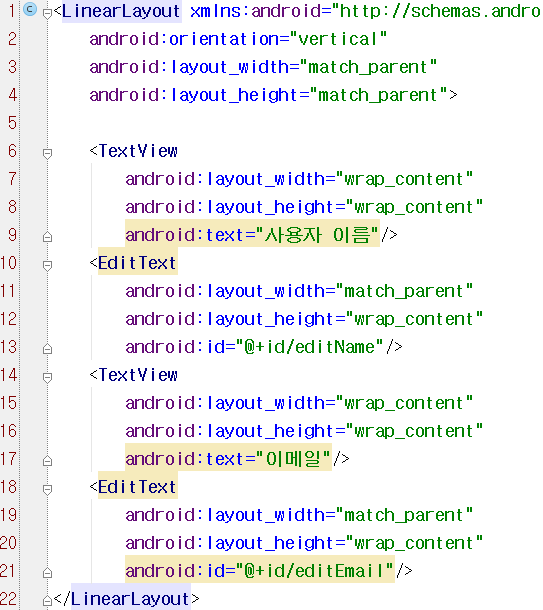 1 <LinearLayout xmlns:android="http://schemas.andro
2 android:orientation="vertical"
3 android:layout_width="match_parent"
4 android:layout_height="match_parent">
5
6 <TextView
7 android:layout_width="wrap_content"
8 android:layout_height="wrap_content"
9 android:text="사용자 이름"/>
10 <EditText
11 android:layout_width="match_parent"
12 android:layout_height="wrap_content"
13 android:id="@+id/editName"/>
14 <TextView
15 android:layout_width="wrap_content"
16 android:layout_height="wrap_content"
17 android:text="이메일"/>
18 <EditText
19 android:layout_width="match_parent"
20 android:layout_height="wrap_content"
21 android:id="@+id/editEmail"/>
22 </LinearLayout>